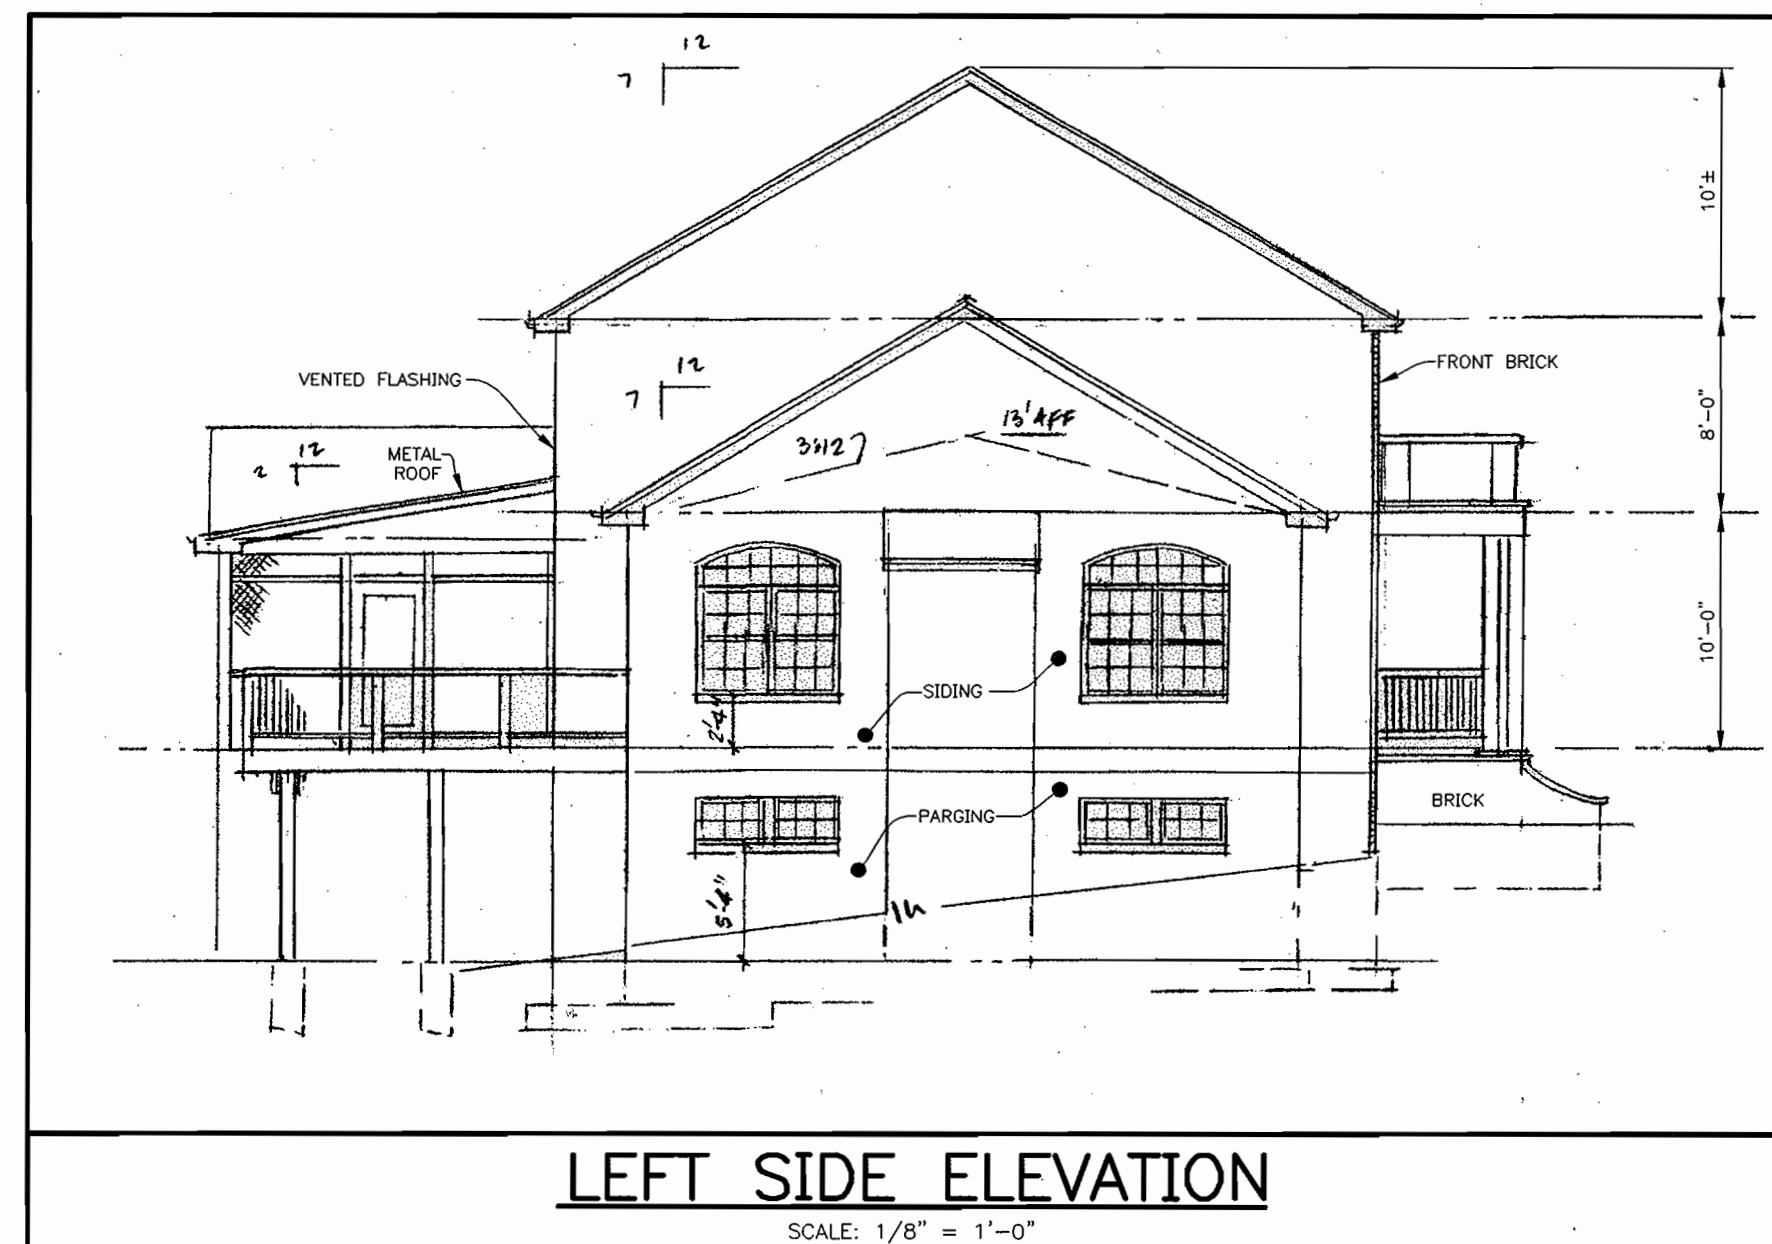 12
7
10'±
VENTED FLASHING
12
7
FRONT BRICK
8'-0"
13' AFF
3:12
12
2
METAL
ROOF
10'-0"
SIDING
2'-4"
PARGING
BRICK
5'-4"
LEFT SIDE ELEVATION
SCALE: 1/8" = 1'-0"